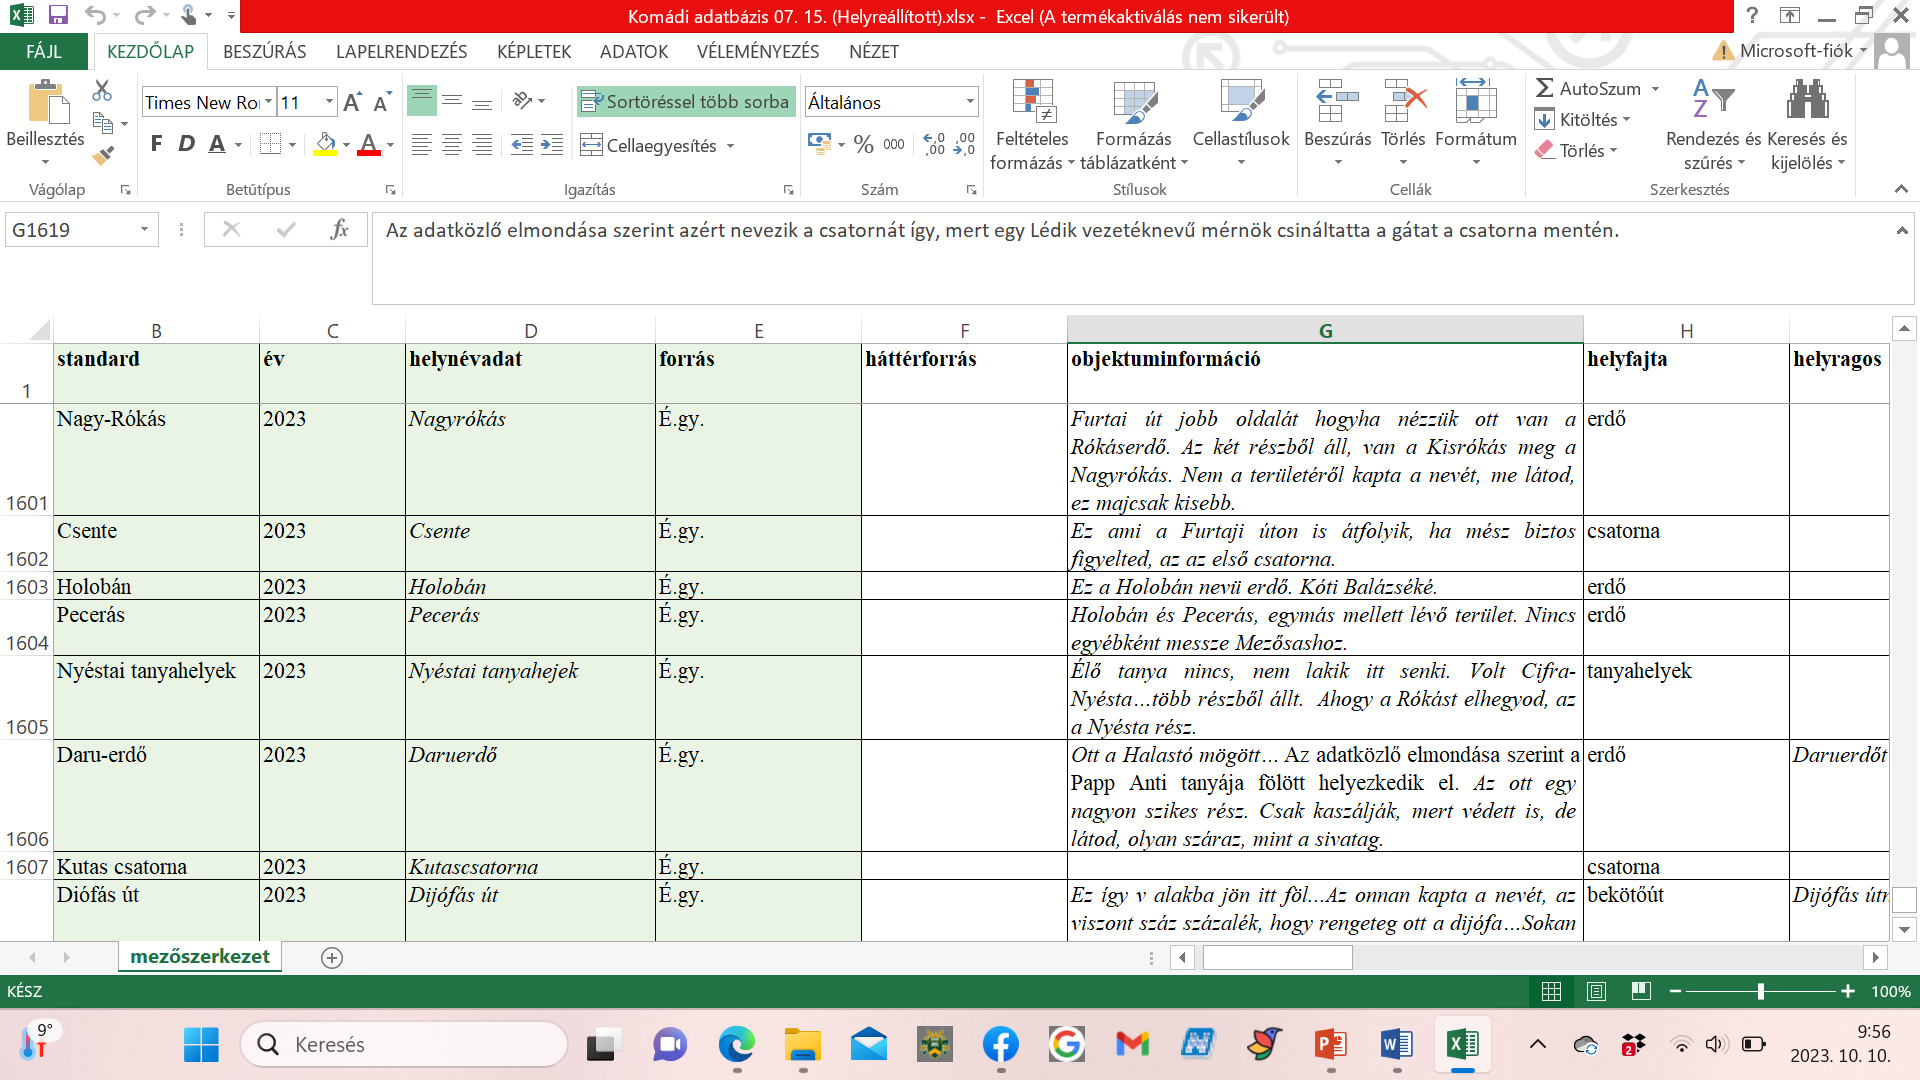 Komádi adatbázis 07. 15. (Helyreállított).xlsx - Excel (A termékaktiválás nem sikerült)
FÁJL KEZDŐLAP BESZÚRÁS LAPELRENDEZÉS KÉPLETEK ADATOK VÉLEMÉNYEZÉS NÉZET Microsoft-fiók
Beillesztés
Vágólap
Times New Ro 11
F D A
Betűtípus
Sortöréssel több sorba
Cellaegyesítés
Igazítás
Általános
% 000
Szám
Feltételes formázás
Formázás táblázatként
Cellastílusok
Stílusok
Beszúrás Törlés Formátum
Cellák
AutoSzum
Kitöltés
Törlés
Rendezés és szűrés
Keresés és kijelölés
Szerkesztés
G1619 fx Az adatközlő elmondása szerint azért nevezik a csatornát így, mert egy Lédik vezetéknevű mérnök csináltatta a gátat a csatorna mentén.
B C D E F G H
1 standard év helynévadat forrás háttérforrás objektuminformáció helyfajta helyragos
1601 Nagy-Rókás 2023 Nagyrókás É.gy. Furtai út jobb oldalát hogyha nézzük ott van a erdő
Rókáserdő. Az két részből áll, van a Kisrókás meg a
Nagyrókás. Nem a területéről kapta a nevét, me látod,
ez majcsak kisebb.
1602 Csente 2023 Csente É.gy. Ez ami a Furtaji úton is átfolyik, ha mész biztos csatorna
figyelted, az az első csatorna.
1603 Holobán 2023 Holobán É.gy. Ez a Holobán nevü erdő. Kóti Balázséké. erdő
1604 Pecerás 2023 Pecerás É.gy. Holobán és Pecerás, egymás mellett lévő terület. Nincs erdő
egyébként messze Mezősashoz.
1605 Nyéstai tanyahelyek 2023 Nyéstai tanyahejek É.gy. Élő tanya nincs, nem lakik itt senki. Volt Cifra- tanyahelyek
Nyésta…több részből állt. Ahogy a Rókást elhegyod, az
a Nyésta rész.
1606 Daru-erdő 2023 Daruerdő É.gy. Ott a Halastó mögött… Az adatközlő elmondása szerint a erdő Daruerdőt
Papp Anti tanyája fölött helyezkedik el. Az ott egy
nagyon szikes rész. Csak kaszálják, mert védett is, de
látod, olyan száraz, mint a sivatag.
1607 Kutas csatorna 2023 Kutascsatorna É.gy. csatorna
Diófás út 2023 Dijófás út É.gy. Ez így v alakba jön itt föl…Az onnan kapta a nevét, az bekötőút Dijófás útn
viszont száz százalék, hogy rengeteg ott a dijófa…Sokan
mezőszerkezet
KÉSZ 100%
9° Keresés 2 9:56
2023. 10. 10.